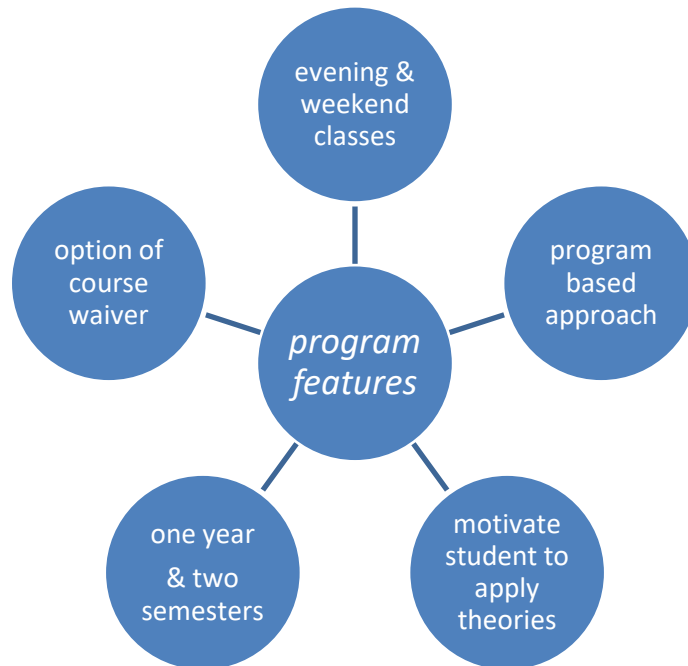 evening &
weekend
classes
option of
course
waiver
program
based
approach
program
features
one year
& two
semesters
motivate
student to
apply
theories